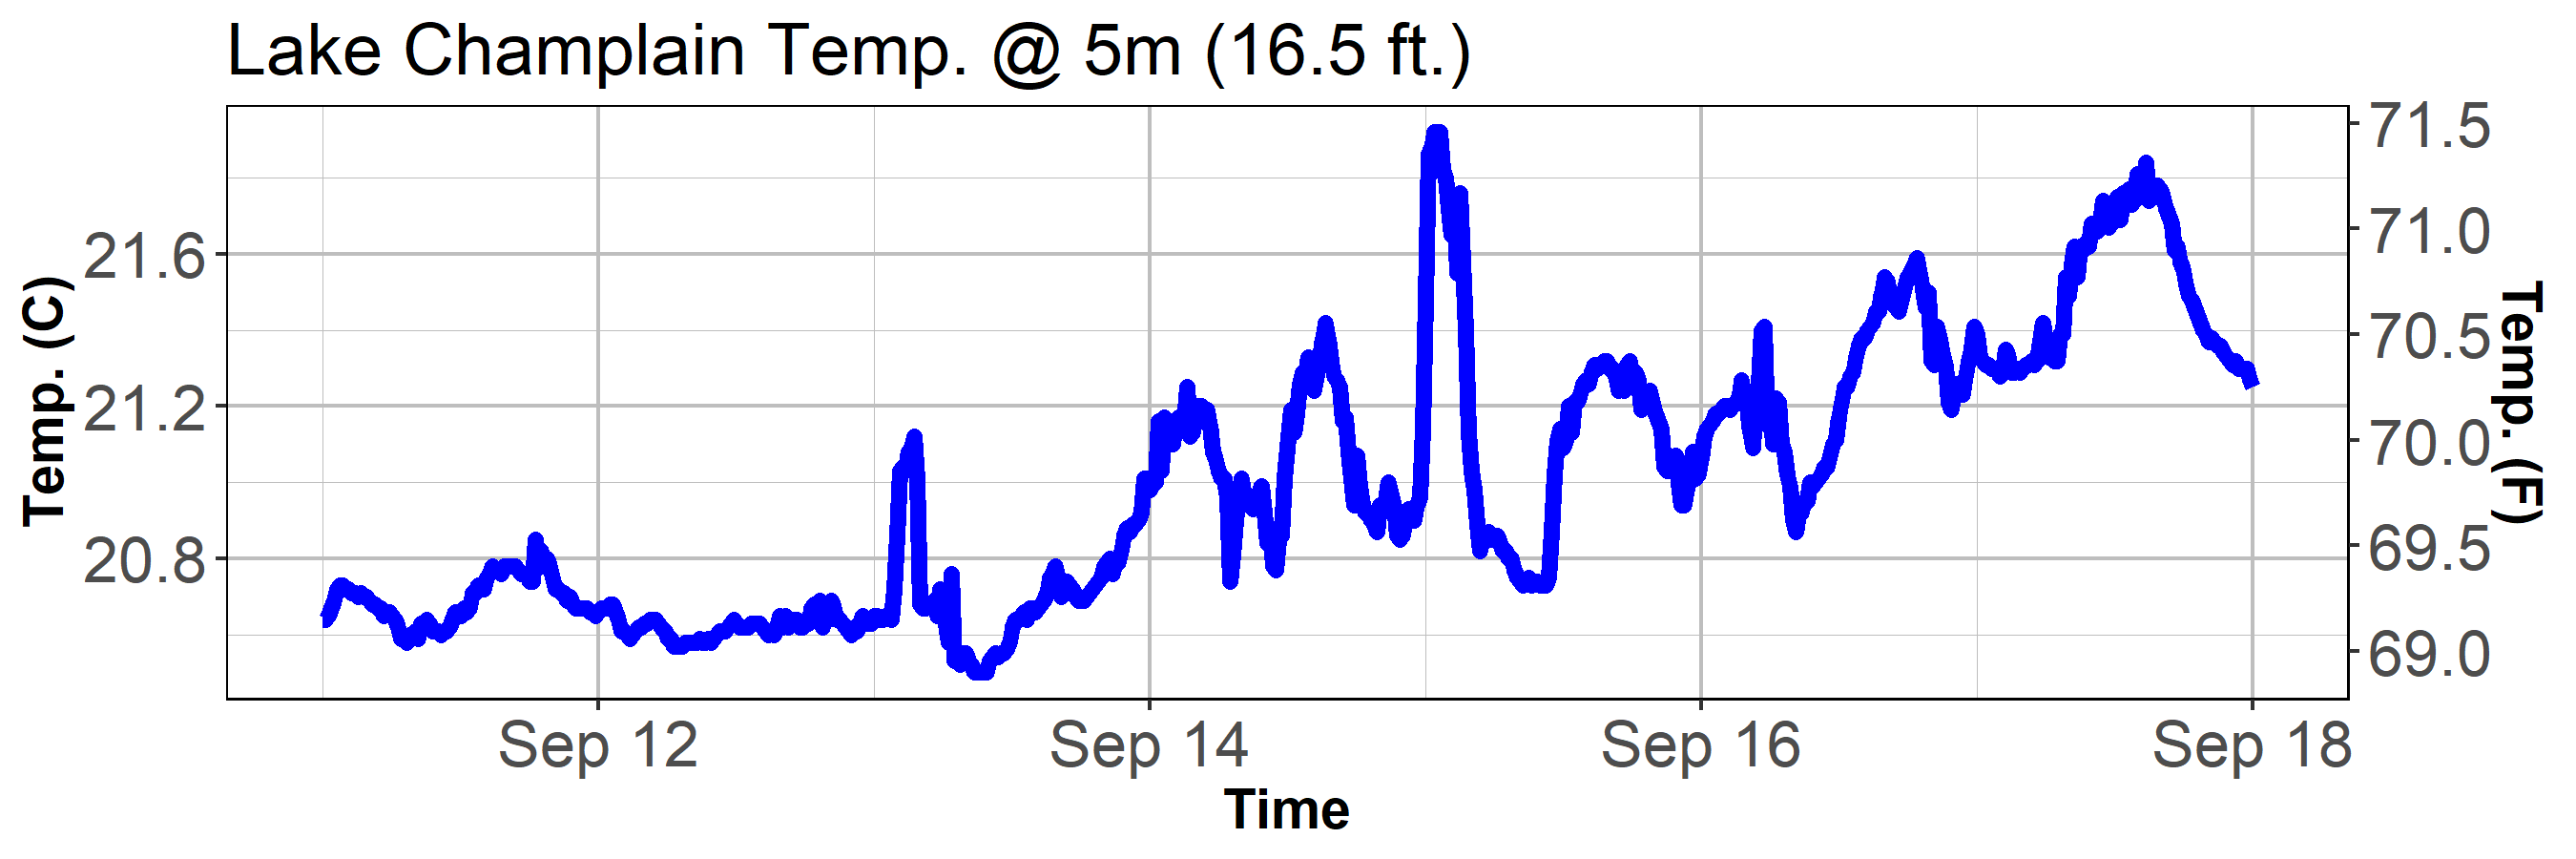 Lake Champlain Temp. @ 5m (16.5 ft.)
Temp. (C)
21.6
21.2
20.8
71.5
71.0
70.5
70.0
69.5
69.0
Temp. (F)
Sep 12
Sep 14
Sep 16
Sep 18
Time